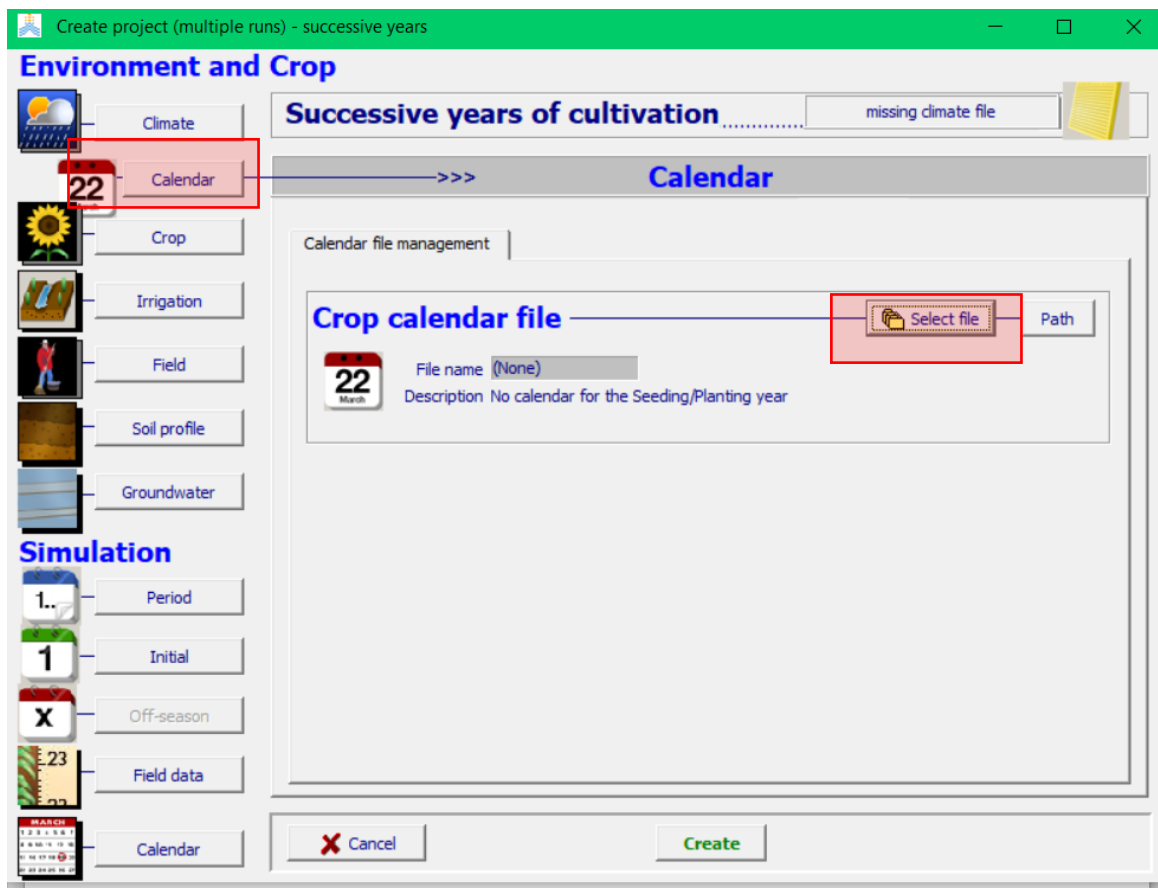 Create project (multiple runs) - successive years
Environment and Crop
Climate
Successive years of cultivation.............. missing climate file
22
Calendar
>>> Calendar
Crop
Calendar file management
Irrigation
Crop calendar file
Select file
Path
22
March
File name (None)
Description No calendar for the Seeding/Planting year
Field
Soil profile
Groundwater
Simulation
1..
Period
1
Initial
X
Off-season
23
Field data
MARCH
Calendar
Cancel
Create